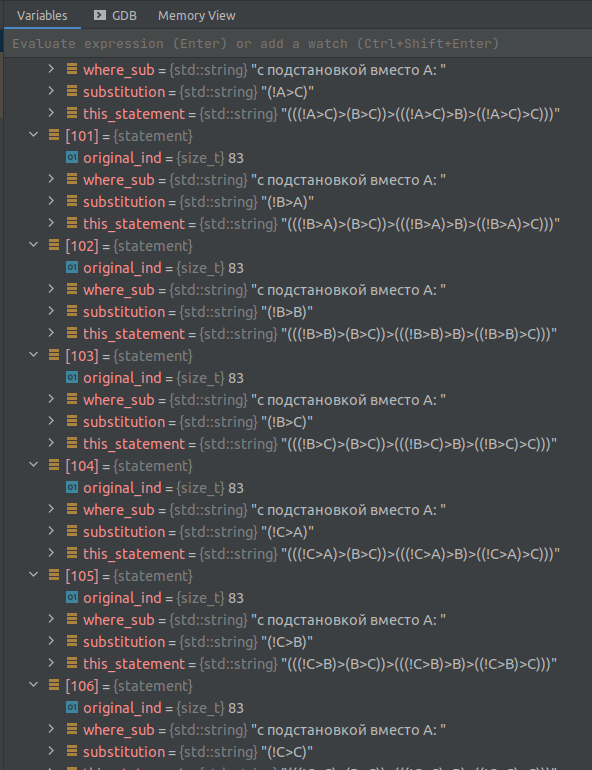 Variables GDB Memory View
Evaluate expression (Enter) or add a watch (Ctrl+Shift+Enter)
where_sub = {std::string} "с подстановкой вместо A: "
substitution = {std::string} "(!A>C)"
this_statement = {std::string} "(((!A>C)>(B>C))>(((!A>C)>B)>((!A>C)>C)))"
[101] = {statement}
01 original_ind = {size_t} 83
where_sub = {std::string} "с подстановкой вместо A: "
substitution = {std::string} "(!B>A)"
this_statement = {std::string} "(((!B>A)>(B>C))>(((!B>A)>B)>((!B>A)>C)))"
[102] = {statement}
01 original_ind = {size_t} 83
where_sub = {std::string} "с подстановкой вместо A: "
substitution = {std::string} "(!B>B)"
this_statement = {std::string} "(((!B>B)>(B>C))>(((!B>B)>B)>((!B>B)>C)))"
[103] = {statement}
01 original_ind = {size_t} 83
where_sub = {std::string} "с подстановкой вместо A: "
substitution = {std::string} "(!B>C)"
this_statement = {std::string} "(((!B>C)>(B>C))>(((!B>C)>B)>((!B>C)>C)))"
[104] = {statement}
01 original_ind = {size_t} 83
where_sub = {std::string} "с подстановкой вместо A: "
substitution = {std::string} "(!C>A)"
this_statement = {std::string} "(((!C>A)>(B>C))>(((!C>A)>B)>((!C>A)>C)))"
[105] = {statement}
01 original_ind = {size_t} 83
where_sub = {std::string} "с подстановкой вместо A: "
substitution = {std::string} "(!C>B)"
this_statement = {std::string} "(((!C>B)>(B>C))>(((!C>B)>B)>((!C>B)>C)))"
[106] = {statement}
01 original_ind = {size_t} 83
where_sub = {std::string} "с подстановкой вместо A: "
substitution = {std::string} "(!C>C)"